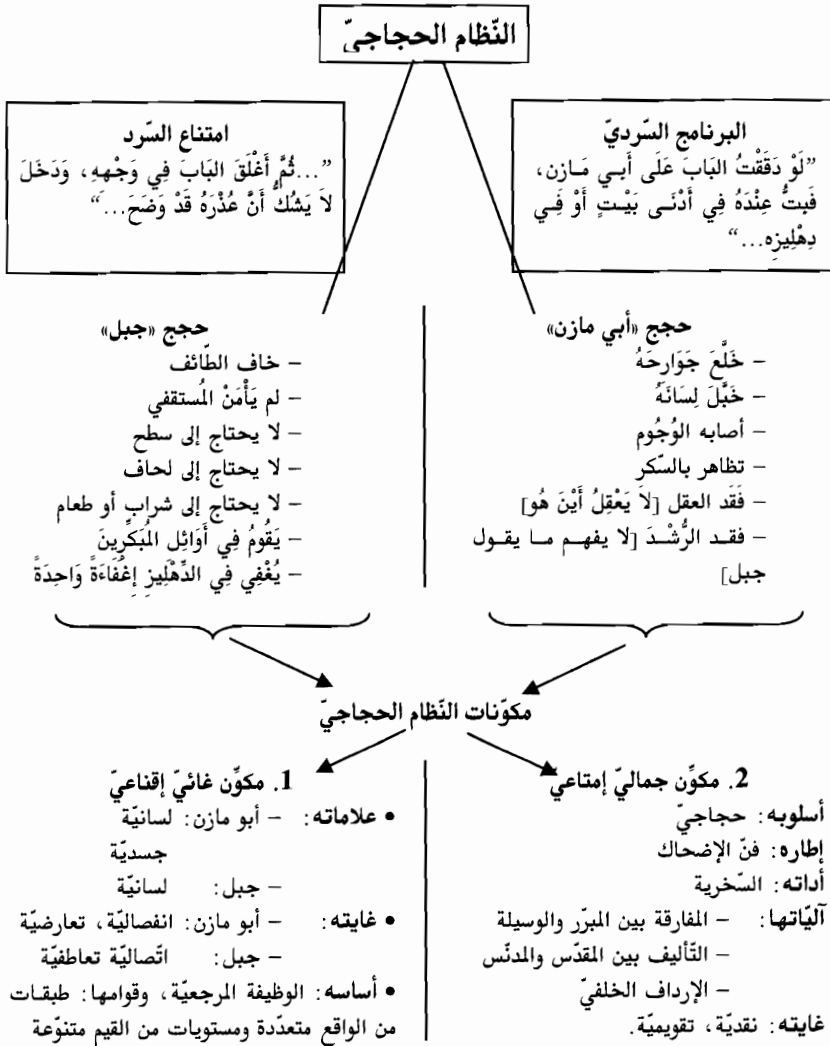 النّظام الحجاجيّ
البرنامج السّرديّ
”لَوْ دَقَقْتُ البَابَ عَلَى أَبِي مَازن،
فَبِتُّ عِنْدَهُ فِي أَدْنَى بَيْتٍ أَوْ فِي
دِهْلِيزِه...“
امتناع السّرد
”...ثُمَّ أَغْلَقَ البَابَ فِي وَجْهِهِ، وَدَخَلَ
لاَ يَشُكُّ أَنَّ عُذْرَهُ قَدْ وَضَحَ...“
حجج «أبي مازن»
– خَلَّعَ جَوَارِحَهُ
– خَبَّلَ لِسَانَهُ
– أصابه الوُجُوم
– تظاهر بالسّكر
– فَقَد العقل [لاَ يَعْقِلُ أَيْنَ هُو]
– فقد الرُّشْدَ [لا يفهم ما يقول
جبل]
حجج «جبل»
– خاف الطّائف
– لم يَأْمَنْ المُستقفي
– لا يحتاج إلى سطح
– لا يحتاج إلى لحاف
– لا يحتاج إلى شراب أو طعام
– يَقُومُ فِي أَوَائِلِ المُبَكِّرِينَ
– يُغْفِي فِي الدِّهْلِيزِ إِغْفَاءَةً وَاحِدَةً
مكوّنات النّظام الحجاجيّ
1. مكوِّن غائيّ إقناعيّ
• علاماته: – أبو مازن: لسانيّة
جسديّة
– جبل: لسانيّة
• غايته: – أبو مازن: انفصاليّة، تعارضيّة
– جبل: اتّصاليّة تعاطفيّة
• أساسه: الوظيفة المرجعيّة، وقوامها: طبقات
من الواقع متعدّدة ومستويات من القيم متنوّعة
2. مكوِّن جماليّ إمتاعي
أسلوبه: حجاجيّ
إطاره: فنّ الإضحاك
أداته: السّخرية
آليّاتها: – المفارقة بين المبرّر والوسيلة
– التّأليف بين المقدّس والمدنّس
– الإرداف الخلفيّ
غايته: نقديّة، تقويميّة.